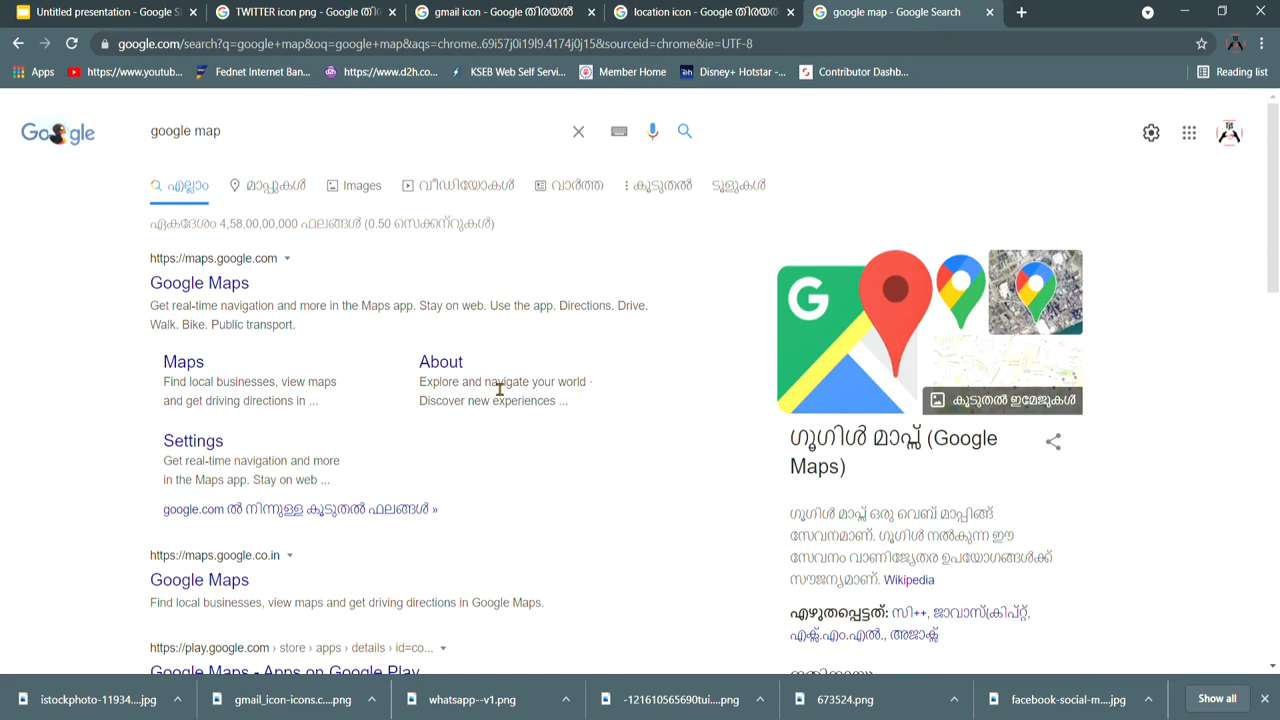 Untitled presentation - Google S
TWITTER icon png - Google തിര
gmail icon - Google തിരയൽ
location icon - Google തിരയൽ
google map - Google Search
google.com/search?q=google+map&oq=google+map&aqs=chrome..69i57j0i19l9.4174j0j15&sourceid=chrome&ie=UTF-8
Apps
https://www.youtub...
Fednet Internet Ban...
https://www.d2h.co...
KSEB Web Self Servi...
Member Home
Disney+ Hotstar -...
Contributor Dashb...
Reading list
Google
google map
എല്ലാം
മാപ്പുകൾ
Images
വീഡിയോകൾ
വാർത്ത
കൂടുതൽ
ടൂളുകൾ
ഏകദേശം 4,58,00,00,000 ഫലങ്ങൾ (0.50 സെക്കന്റുകൾ)
https://maps.google.com
Google Maps
Get real-time navigation and more in the Maps app. Stay on web. Use the app. Directions. Drive.
Walk. Bike. Public transport.
Maps
Find local businesses, view maps
and get driving directions in ...
About
Explore and navigate your world ·
Discover new experiences ...
Settings
Get real-time navigation and more
in the Maps app. Stay on web ...
google.com ൽ നിന്നുള്ള കൂടുതൽ ഫലങ്ങൾ »
https://maps.google.co.in
Google Maps
Find local businesses, view maps and get driving directions in Google Maps.
https://play.google.com › store › apps › details › id=co...
Google Maps - Apps on Google Play
G
കൂടുതൽ ഇമേജുകൾ
ഗൂഗിൾ മാപ്സ് (Google
Maps)
ഗൂഗിൾ മാപ്സ് ഒരു വെബ് മാപ്പിങ്ങ്
സേവനമാണ്. ഗൂഗിൾ നൽകുന്ന ഈ
സേവനം വാണിജ്യേതര ഉപയോഗങ്ങൾക്ക്
സൗജന്യമാണ്. Wikipedia
എഴുതപ്പെട്ടത്: സി++, ജാവാസ്ക്രിപ്റ്റ്,
എക്സ്.എം.എൽ., അജാക്സ്
istockphoto-11934...jpg
gmail_icon-icons.c...png
whatsapp--v1.png
-121610565690tui....png
673524.png
facebook-social-m...jpg
Show all